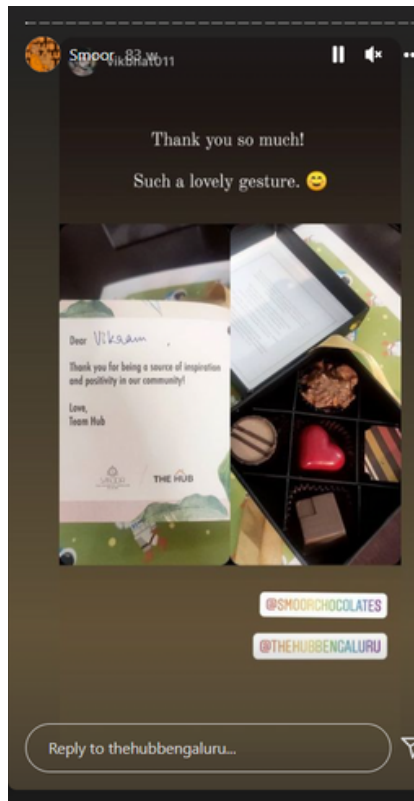 Smoor 83 w
vikbhat011
Thank you so much!
Such a lovely gesture. 😊
Dear Vikram,
Thank you for being a source of inspiration
and positivity in our community!
Love,
Team Hub
SMOOR
THE HUB
@SMOORCHOCOLATES
@THEHUBBENGALURU
Reply to thehubbengaluru...